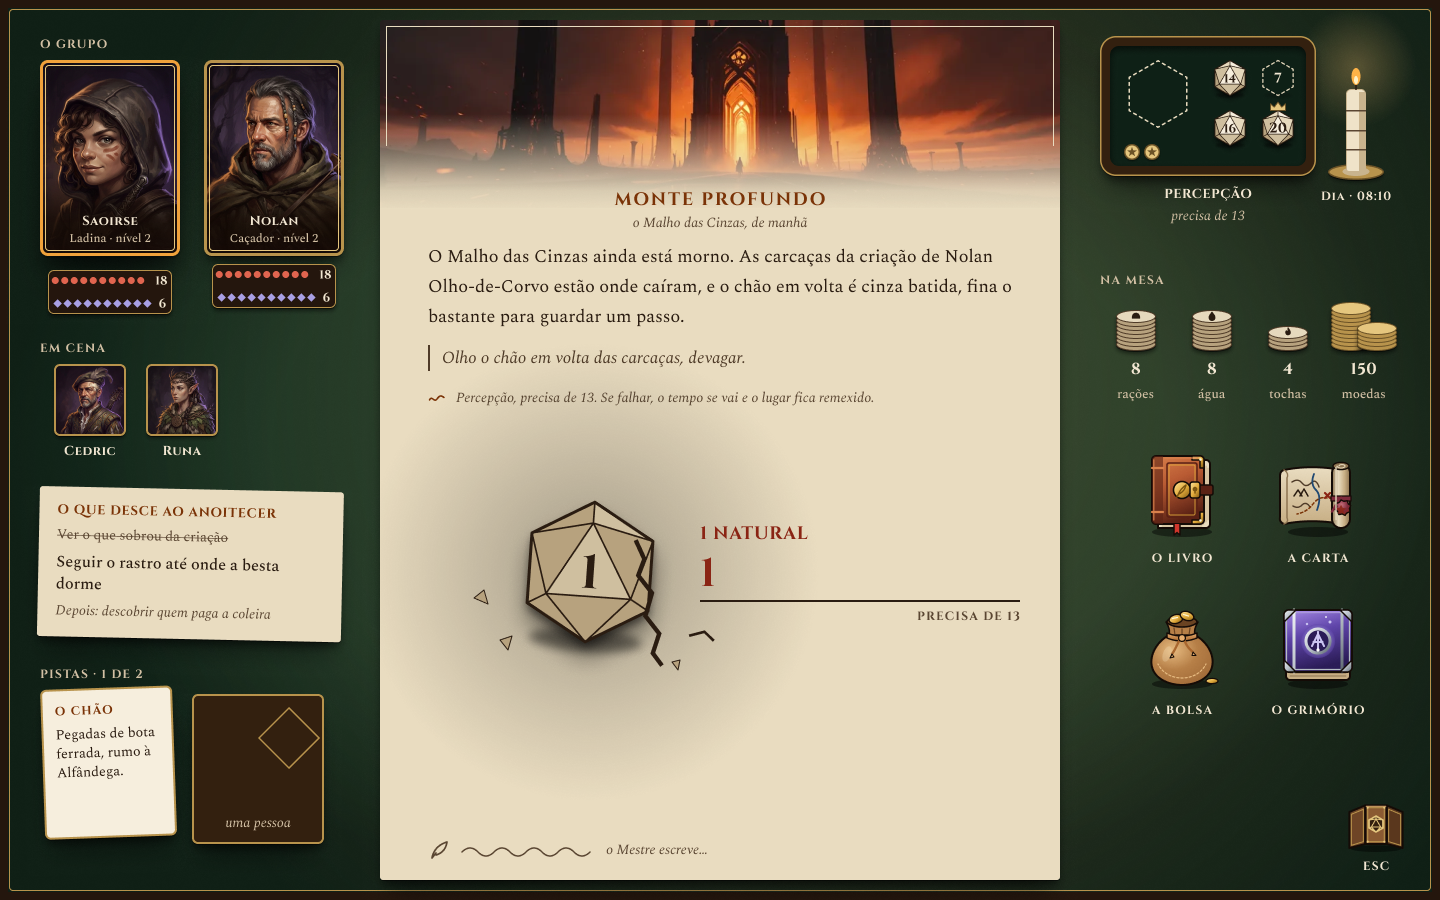 O GRUPO
SAOIRSE
Ladina · nível 2
NOLAN
Caçador · nível 2
18
6
18
6
EM CENA
CEDRIC
RUNA
O QUE DESCE AO ANOITECER
Ver o que sobrou da criação
Seguir o rastro até onde a besta
dorme
Depois: descobrir quem paga a coleira
PISTAS · 1 DE 2
O CHÃO
Pegadas de bota
ferrada, rumo à
Alfândega.
uma pessoa
MONTE PROFUNDO
o Malho das Cinzas, de manhã
O Malho das Cinzas ainda está morno. As carcaças da criação de Nolan
Olho-de-Corvo estão onde caíram, e o chão em volta é cinza batida, fina o
bastante para guardar um passo.
Olho o chão em volta das carcaças, devagar.
Percepção, precisa de 13. Se falhar, o tempo se vai e o lugar fica remexido.
1
1 NATURAL
1
PRECISA DE 13
o Mestre escreve...
14
7
16
20
PERCEPÇÃO
precisa de 13
DIA · 08:10
NA MESA
8
rações
8
água
4
tochas
150
moedas
O LIVRO
A CARTA
A BOLSA
O GRIMÓRIO
ESC